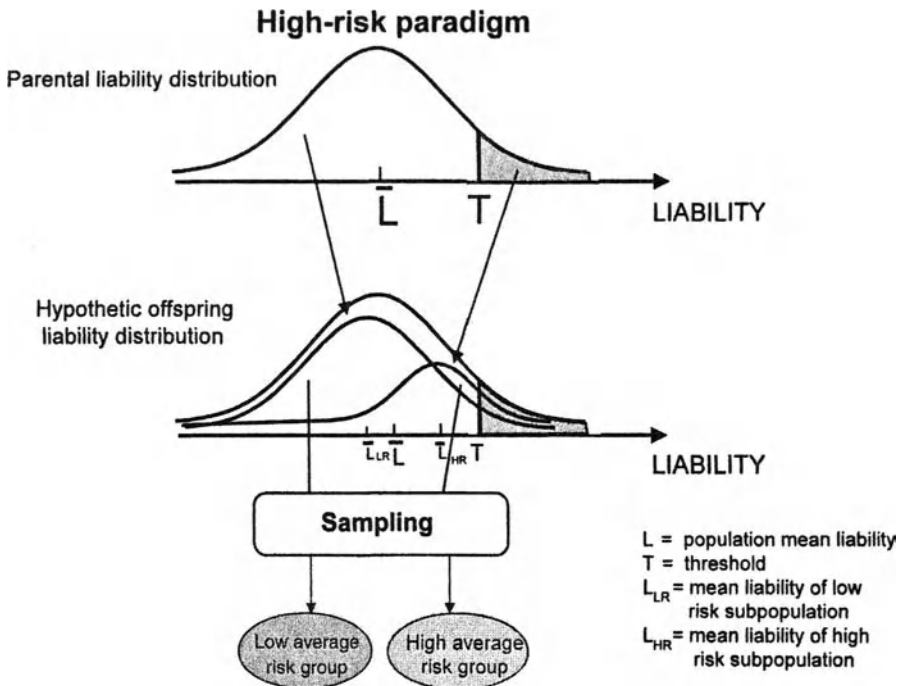 High-risk paradigm
Parental liability distribution
L̄
T
LIABILITY
Hypothetic offspring
liability distribution
L̄LR
L̄
L̄HR
T
LIABILITY
Sampling
Low average
risk group
High average
risk group
L = population mean liability
T = threshold
LLR= mean liability of low
risk subpopulation
LHR= mean liability of high
risk subpopulation